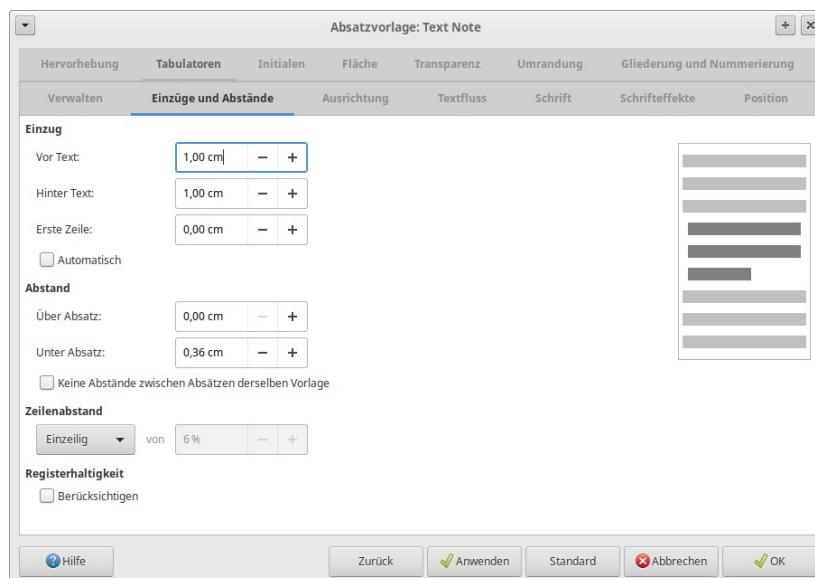 Absatzvorlage: Text Note
Hervorhebung Tabulatoren Initialen Fläche Transparenz Umrandung Gliederung und Nummerierung
Verwalten Einzüge und Abstände Ausrichtung Textfluss Schrift Schrifteffekte Position
Einzug
Vor Text: 1,00 cm − +
Hinter Text: 1,00 cm − +
Erste Zeile: 0,00 cm − +
Automatisch
Abstand
Über Absatz: 0,00 cm − +
Unter Absatz: 0,36 cm − +
Keine Abstände zwischen Absätzen derselben Vorlage
Zeilenabstand
Einzeilig von 6 % − +
Registerhaltigkeit
Berücksichtigen
Hilfe Zurück Anwenden Standard Abbrechen OK